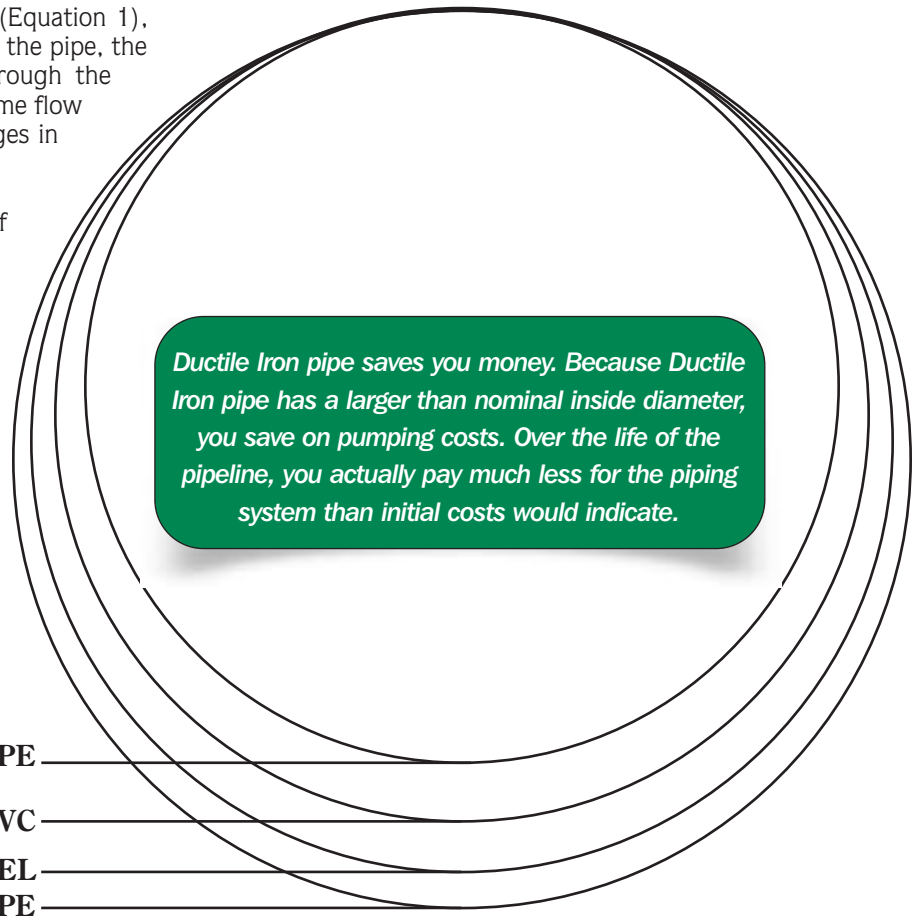 (Equation 1),
the pipe, the
rough the
me flow
ges in
f
Ductile Iron pipe saves you money. Because Ductile
Iron pipe has a larger than nominal inside diameter,
you save on pumping costs. Over the life of the
pipeline, you actually pay much less for the piping
system than initial costs would indicate.
PE
VC
EL
PE